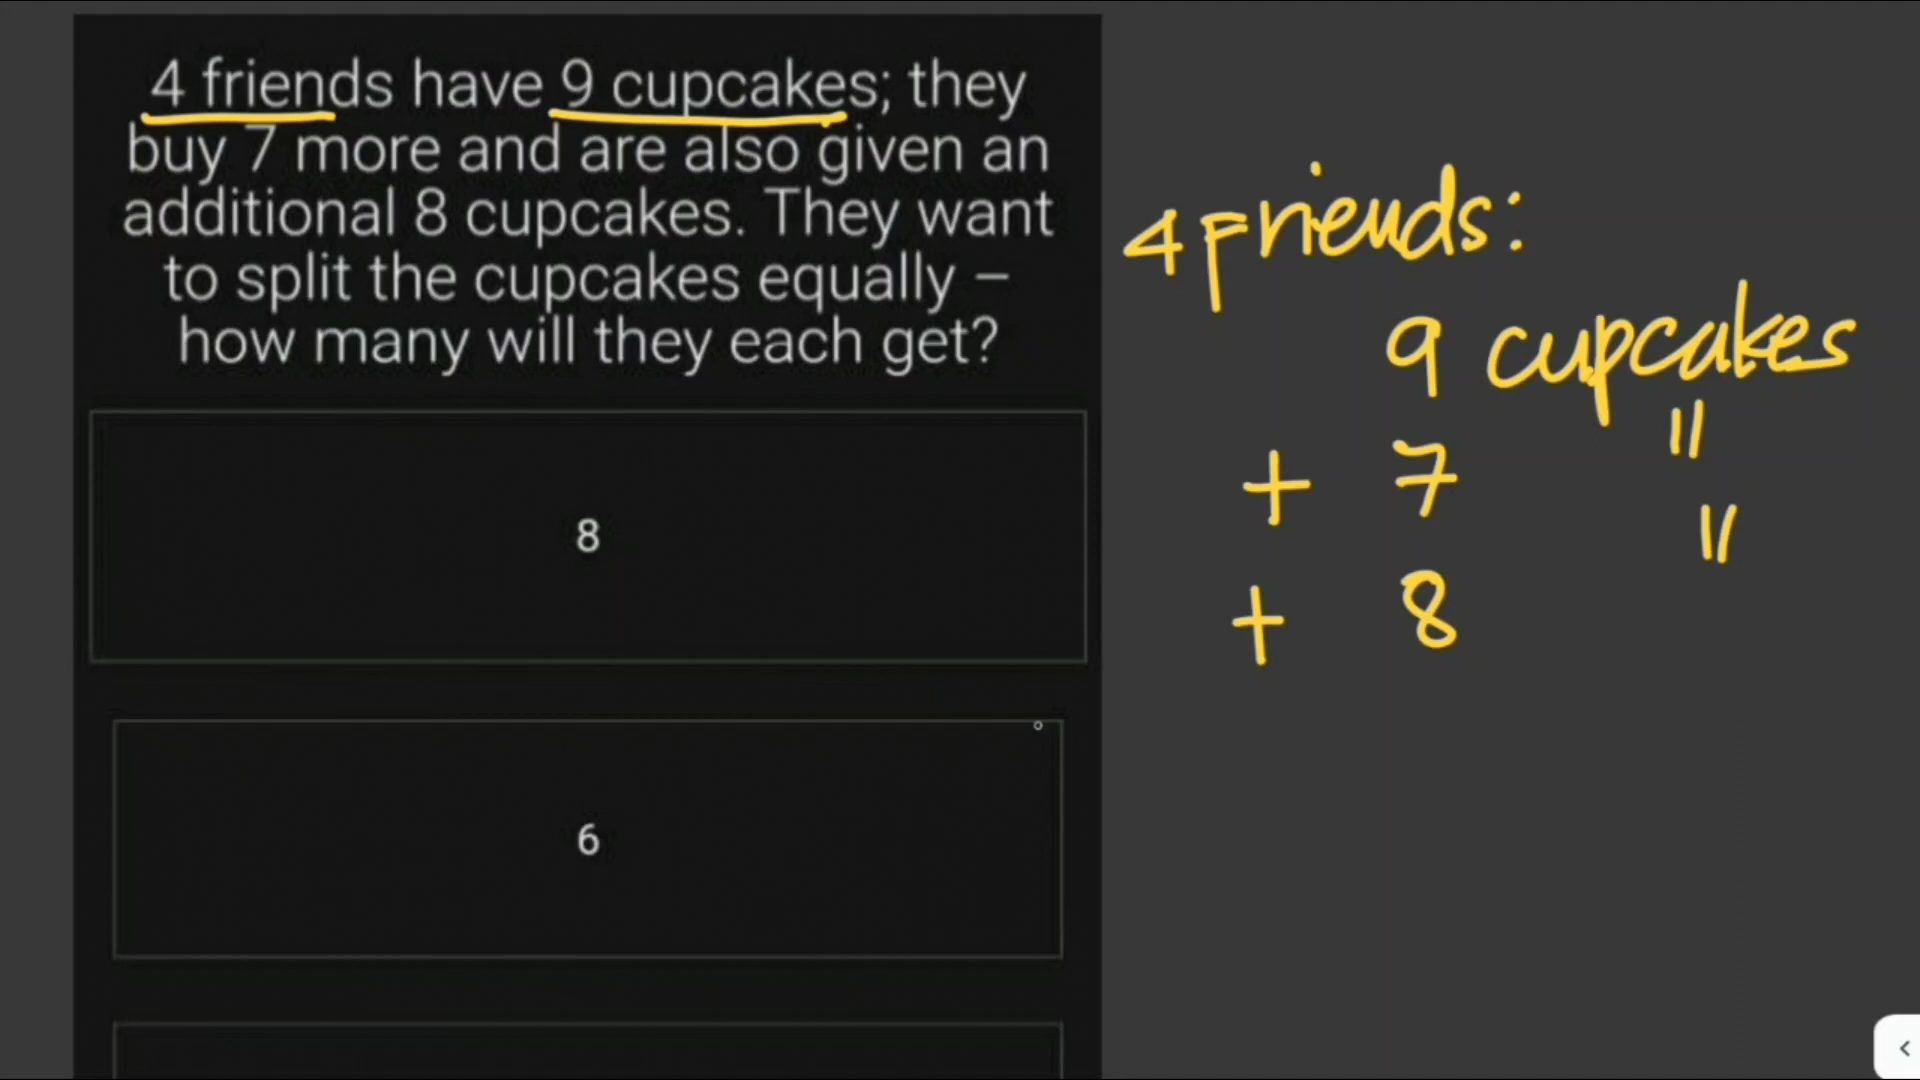 4 friends have 9 cupcakes; they
buy 7 more and are also given an
additional 8 cupcakes. They want
to split the cupcakes equally –
how many will they each get?
8
6
4 Friends:
9 cupcakes
+ 7 "
+ 8 "